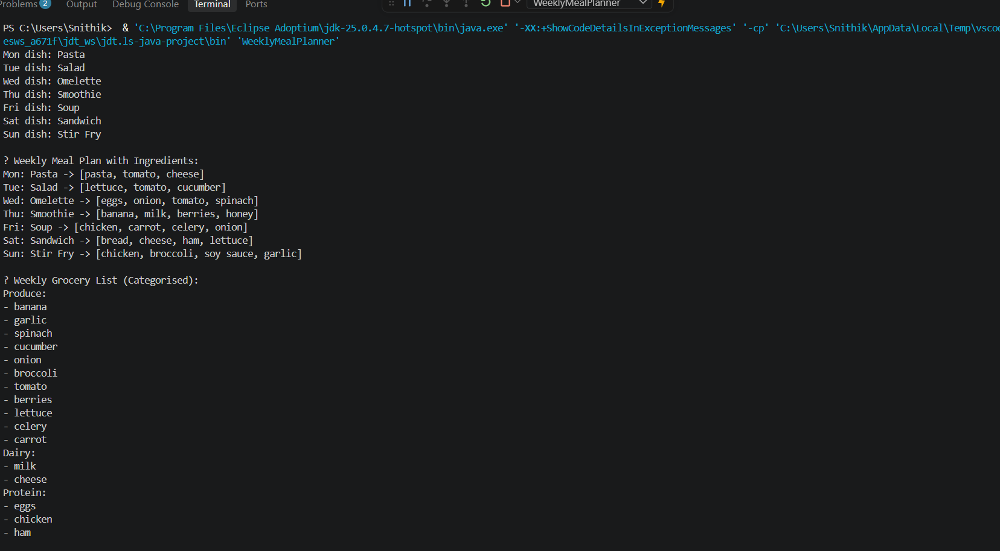 Problems 2 Output Debug Console Terminal Ports WeeklyMealPlanner
PS C:\Users\Snithik>  & 'C:\Program Files\Eclipse Adoptium\jdk-25.0.4.7-hotspot\bin\java.exe' '-XX:+ShowCodeDetailsInExceptionMessages' '-cp' 'C:\Users\Snithik\AppData\Local\Temp\vscod
esws_a671f\jdt_ws\jdt.ls-java-project\bin' 'WeeklyMealPlanner'
Mon dish: Pasta
Tue dish: Salad
Wed dish: Omelette
Thu dish: Smoothie
Fri dish: Soup
Sat dish: Sandwich
Sun dish: Stir Fry
? Weekly Meal Plan with Ingredients:
Mon: Pasta -> [pasta, tomato, cheese]
Tue: Salad -> [lettuce, tomato, cucumber]
Wed: Omelette -> [eggs, onion, tomato, spinach]
Thu: Smoothie -> [banana, milk, berries, honey]
Fri: Soup -> [chicken, carrot, celery, onion]
Sat: Sandwich -> [bread, cheese, ham, lettuce]
Sun: Stir Fry -> [chicken, broccoli, soy sauce, garlic]
? Weekly Grocery List (Categorised):
Produce:
- banana
- garlic
- spinach
- cucumber
- onion
- broccoli
- tomato
- berries
- lettuce
- celery
- carrot
Dairy:
- milk
- cheese
Protein:
- eggs
- chicken
- ham